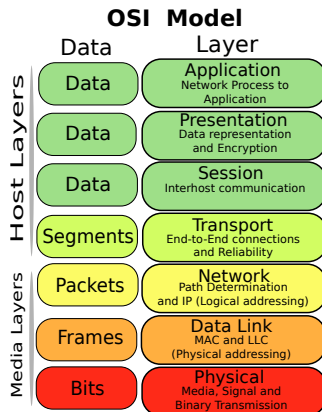 OSI Model
Data Layer
Host Layers
Data
Application
Network Process to
Application
Data
Presentation
Data representation
and Encryption
Data
Session
Interhost communication
Segments
Transport
End-to-End connections
and Reliability
Media Layers
Packets
Network
Path Determination
and IP (Logical addressing)
Frames
Data Link
MAC and LLC
(Physical addressing)
Bits
Physical
Media, Signal and
Binary Transmission